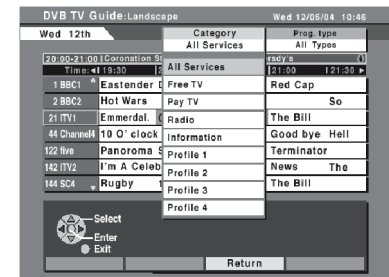 DVB TV Guide:Landscape Wed 12/05/04 10:46
Wed 12th Category Prog. type
All Services All Types
20:00-21:00 Coronation St rsdy's
Time: 19:30 21:00 21:30
All Services
1 BBC1 Eastender Free TV Red Cap
2 BBC2 Hot Wars Pay TV So
21 ITV1 Emmerdal. Radio The Bill
44 Channel4 10 O' clock Information Good bye Hell
122 five Panoroma S Profile 1 Terminator
142 ITV2 I'm A Celeb Profile 2 News The
144 SC4 Rugby 1 Profile 3 The Bill
Profile 4
Select
Enter
Exit
Return